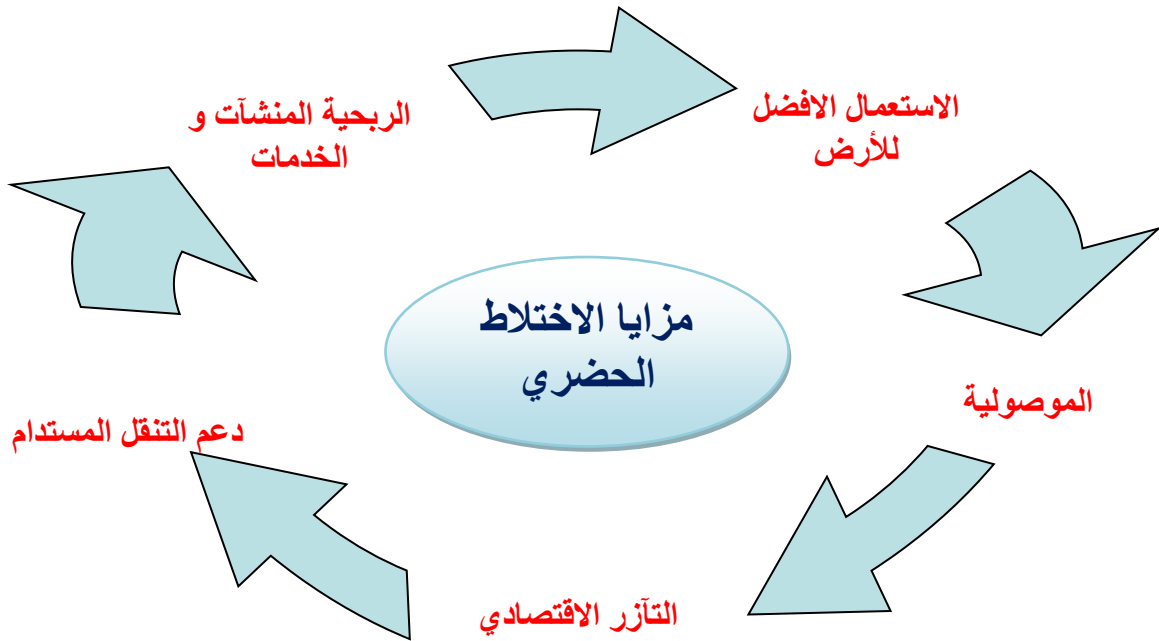 الربحية المنشآت و
الخدمات
الاستعمال الافضل
للأرض
مزايا الاختلاط
الحضري
الموصولية
دعم التنقل المستدام
التآزر الاقتصادي